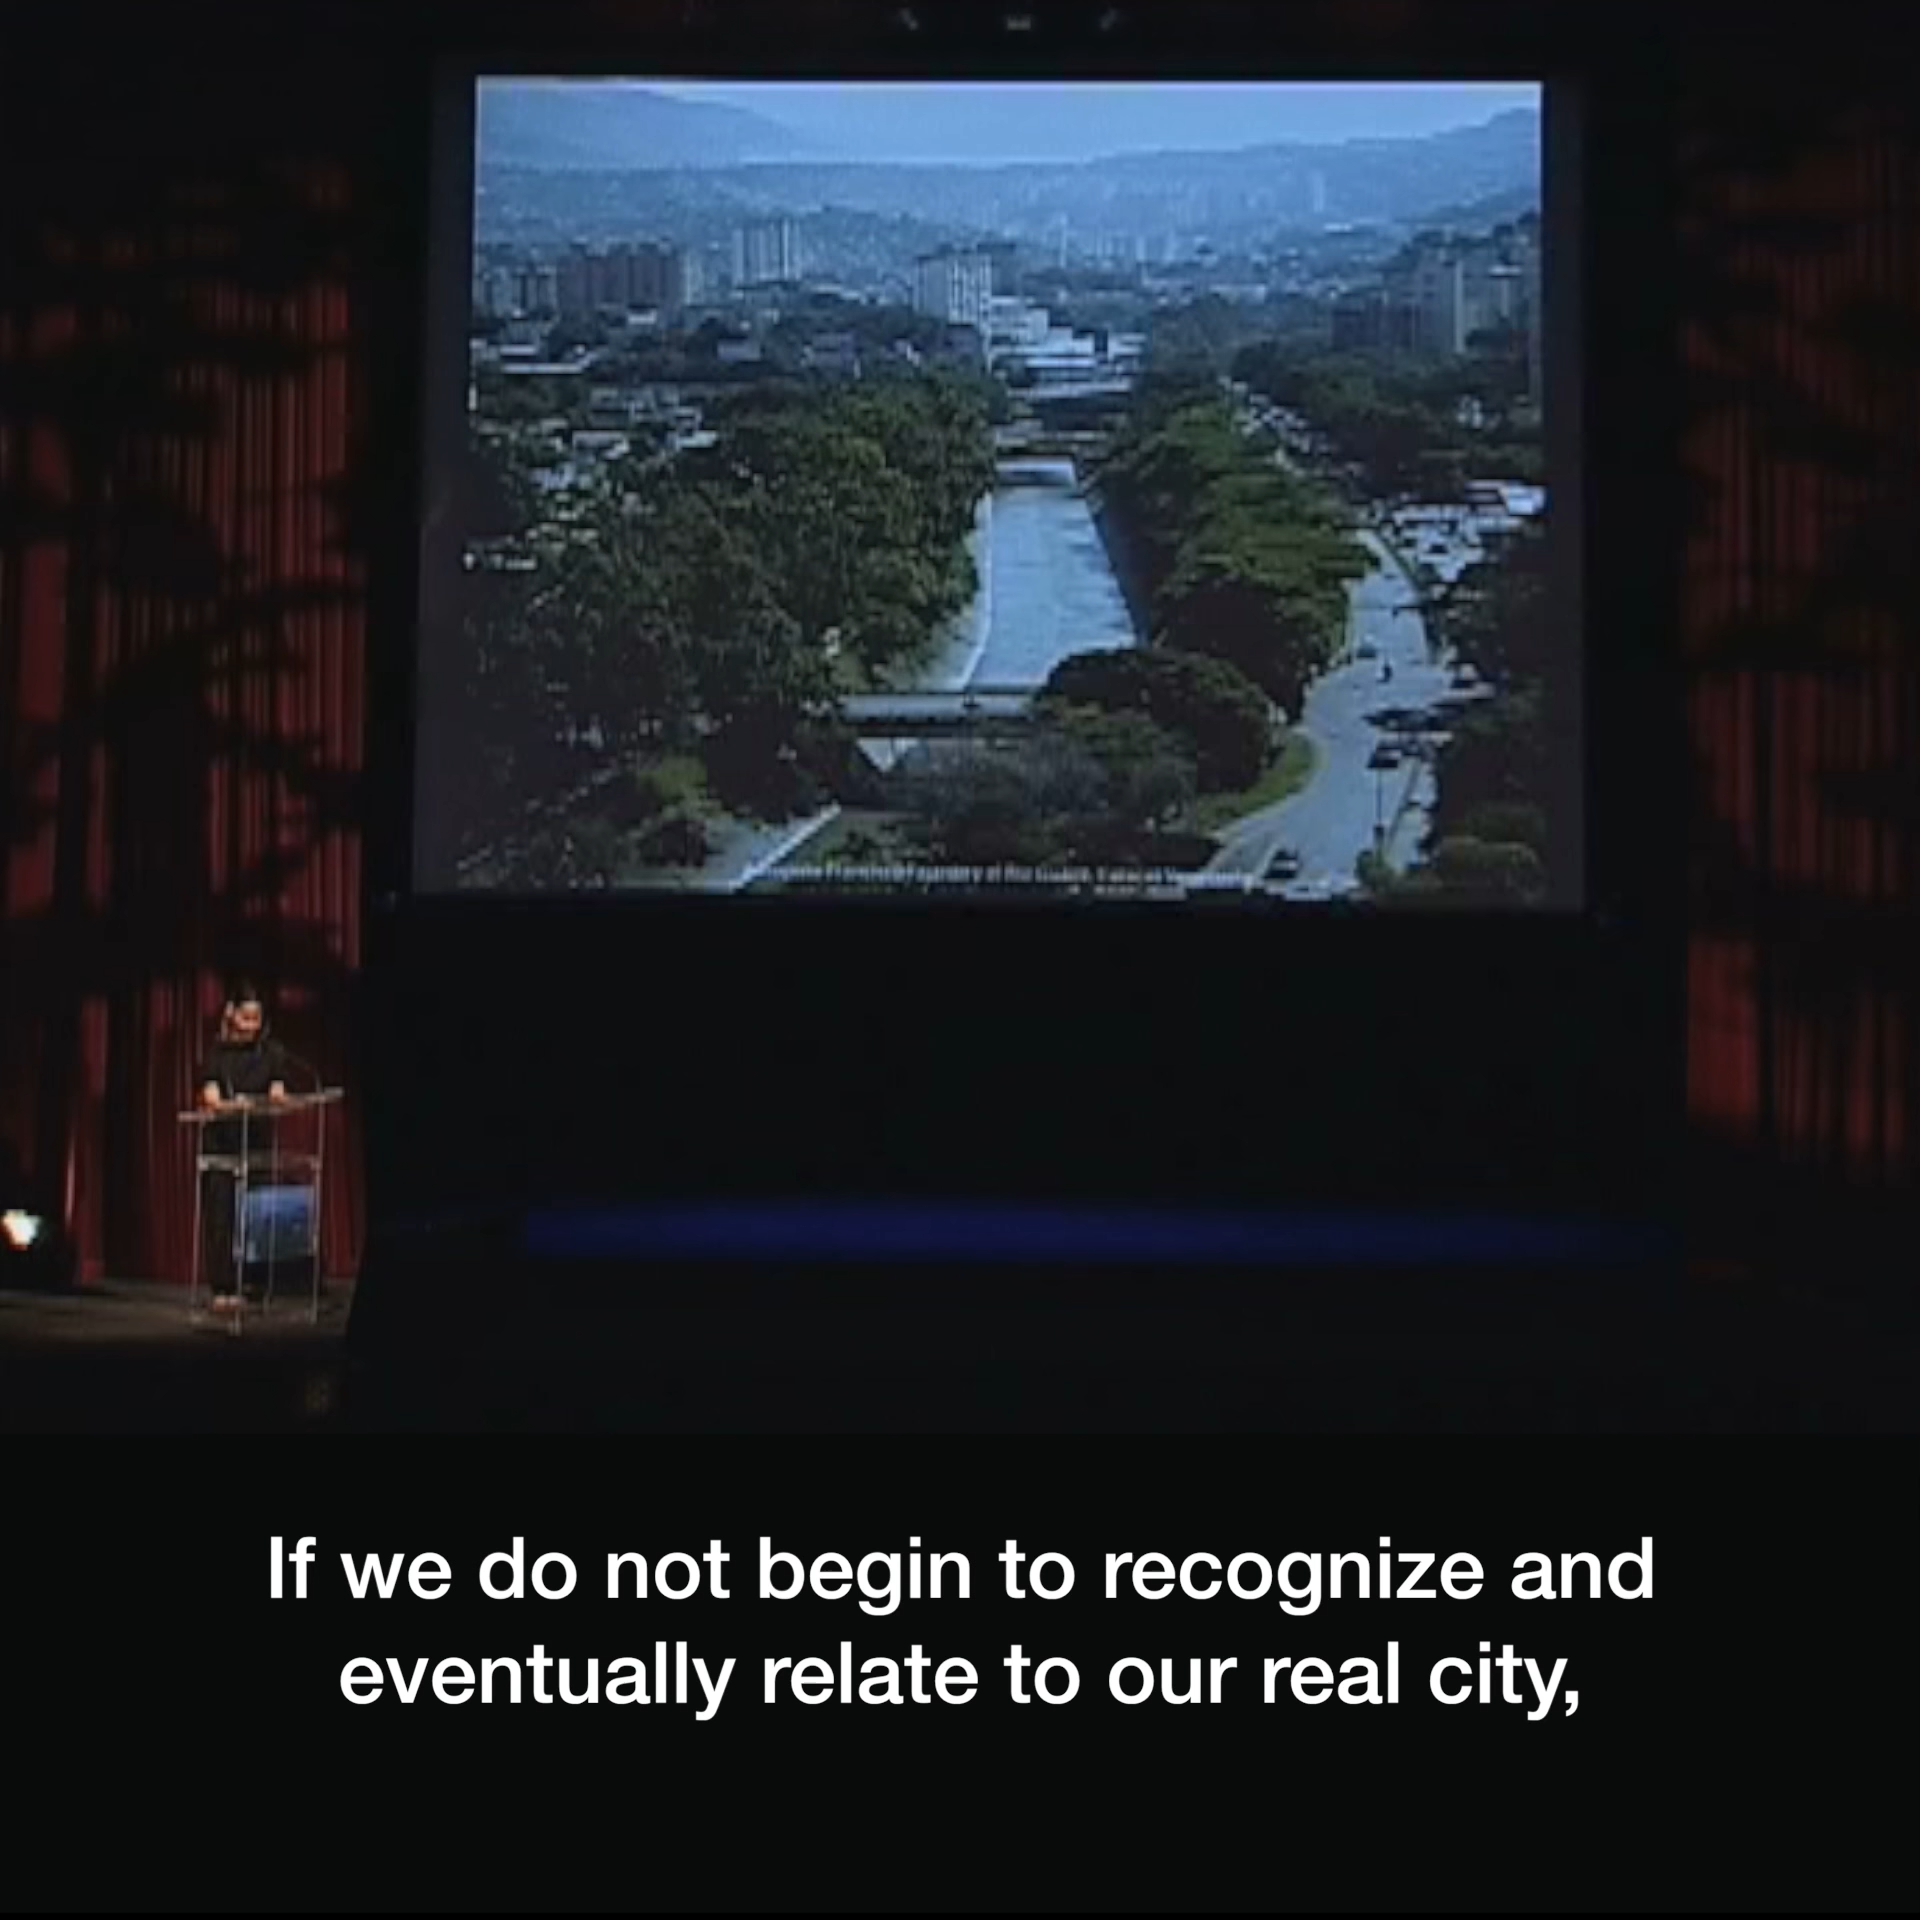 If we do not begin to recognize and
eventually relate to our real city,